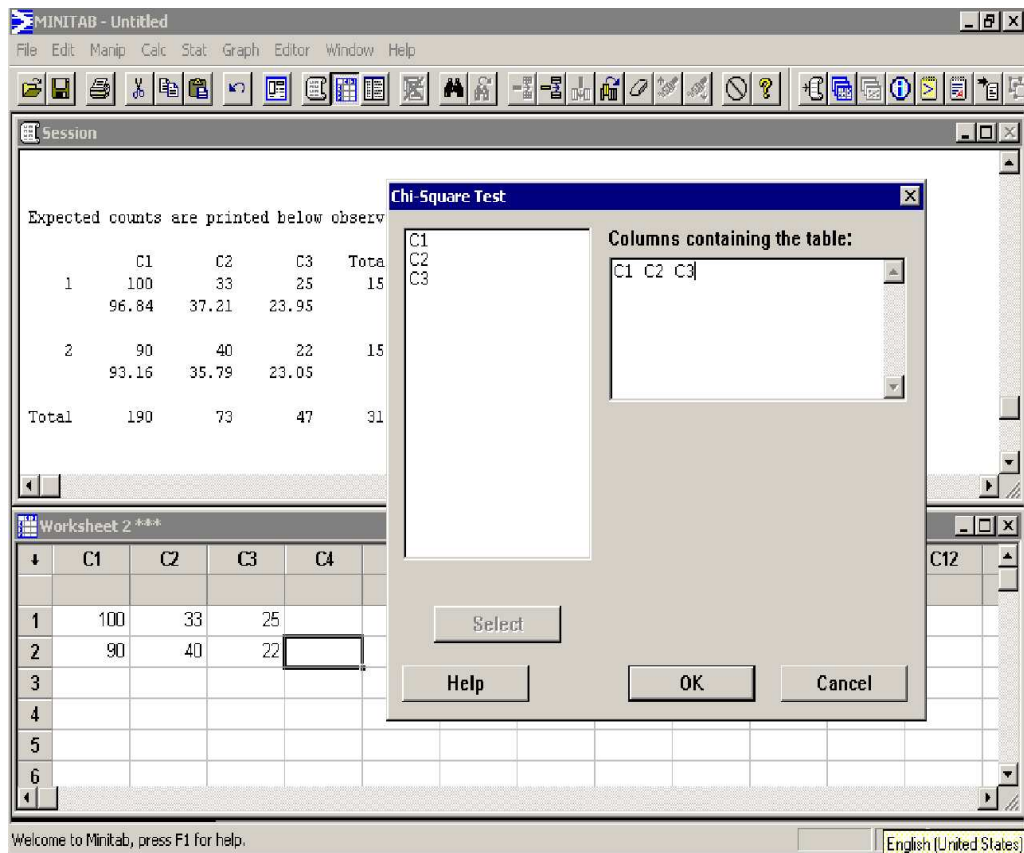 MINITAB - Untitled
File Edit Manip Calc Stat Graph Editor Window Help
Session
Expected counts are printed below observ
C1 C2 C3 Tota
1 100 33 25 15
96.84 37.21 23.95
2 90 40 22 15
93.16 35.79 23.05
Total 190 73 47 31
Chi-Square Test
C1
C2
C3
Columns containing the table:
C1 C2 C3
Select
Help OK Cancel
Worksheet 2 ***
C1 C2 C3 C4 C12
1 100 33 25
2 90 40 22
3
4
5
6
Welcome to Minitab, press F1 for help.
English (United States)